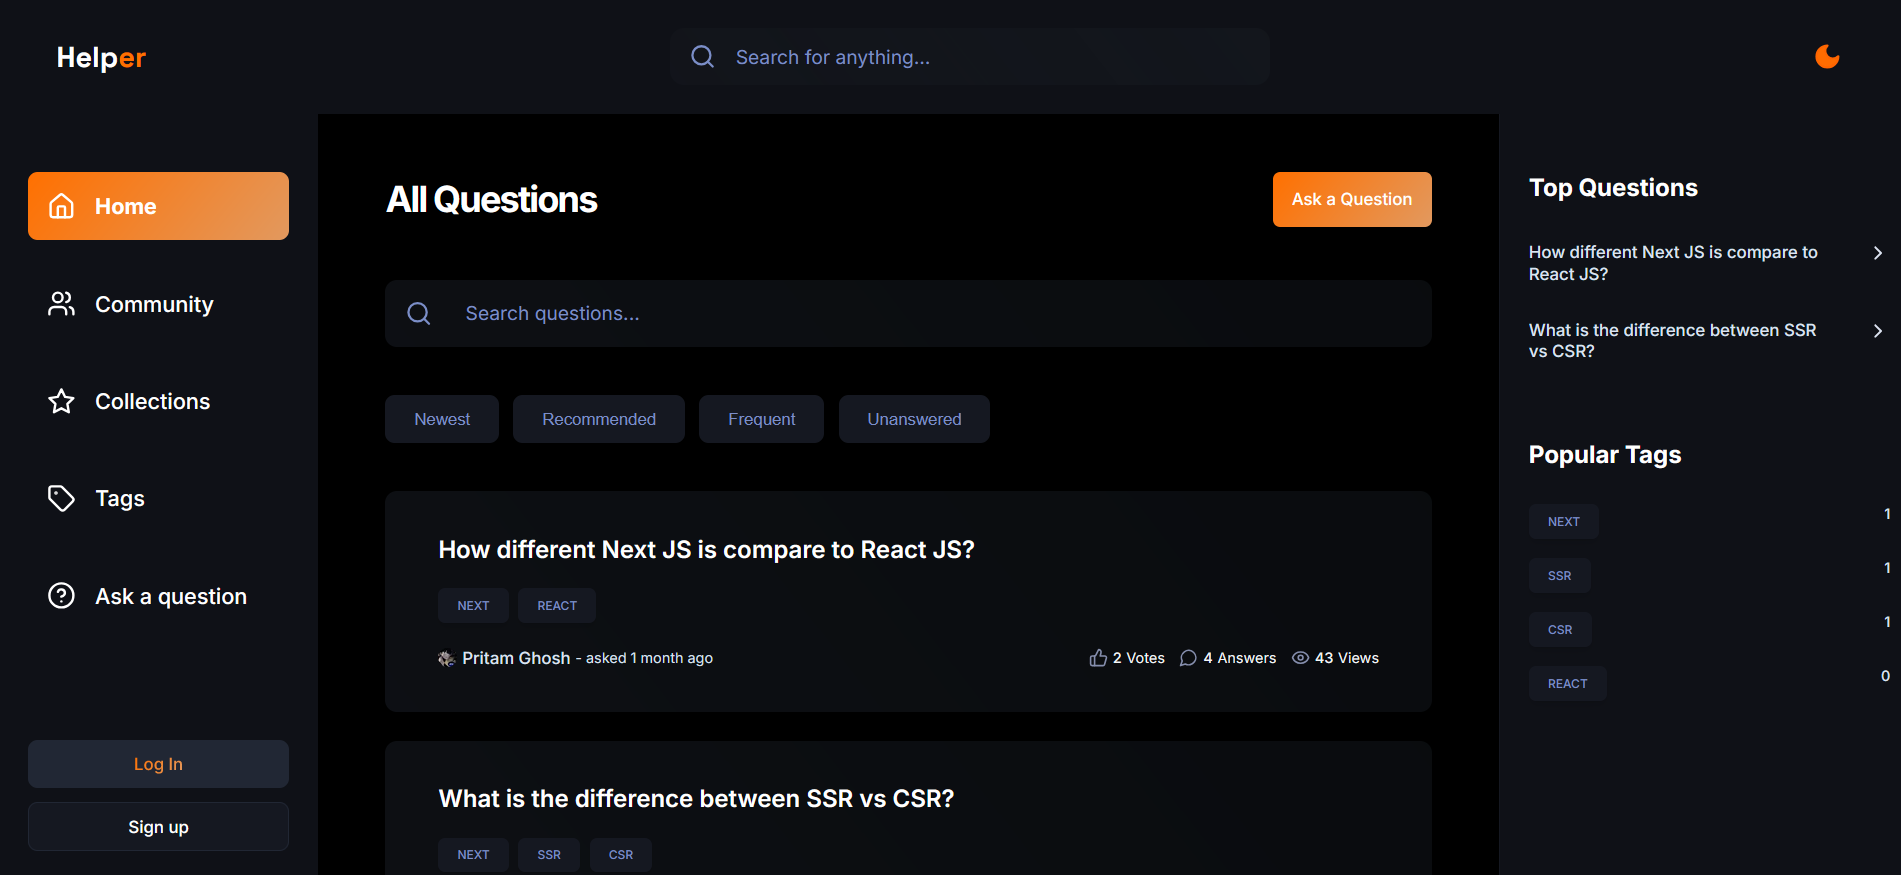 Helper
Search for anything...
Home
Community
Collections
Tags
Ask a question
Log In
Sign up
All Questions
Ask a Question
Search questions...
Newest
Recommended
Frequent
Unanswered
How different Next JS is compare to React JS?
NEXT
REACT
Pritam Ghosh - asked 1 month ago
2 Votes
4 Answers
43 Views
What is the difference between SSR vs CSR?
NEXT
SSR
CSR
Top Questions
How different Next JS is compare to
React JS?
What is the difference between SSR
vs CSR?
Popular Tags
NEXT
1
SSR
1
CSR
1
REACT
0